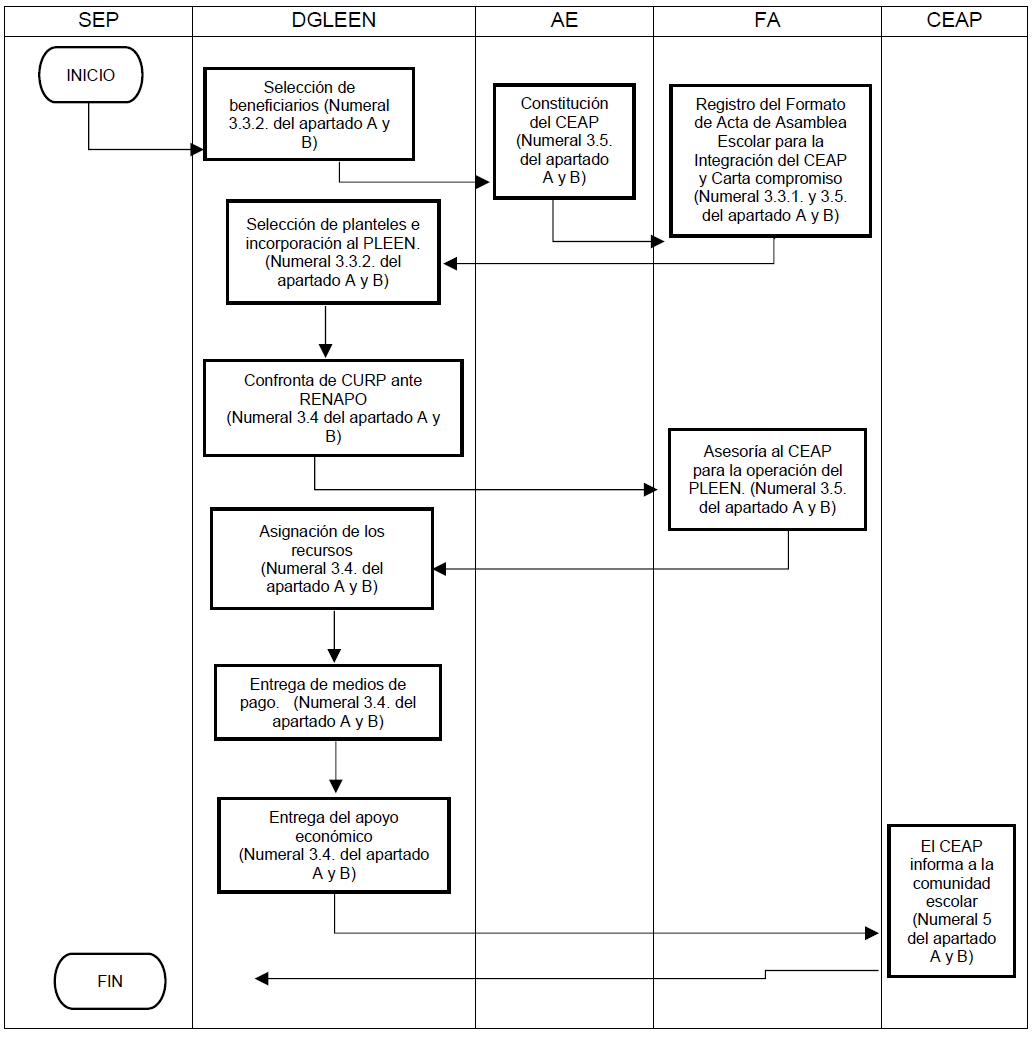 SEP
DGLEEN
AE
FA
CEAP
INICIO
Selección de
beneficiarios (Numeral
3.3.2. del apartado A y
B)
Constitución
del CEAP
(Numeral 3.5.
del apartado
A y B)
Registro del Formato
de Acta de Asamblea
Escolar para la
Integración del CEAP
y Carta compromiso
(Numeral 3.3.1. y 3.5.
del apartado A y B)
Selección de planteles e
incorporación al PLEEN.
(Numeral 3.3.2. del
apartado A y B)
Confronta de CURP ante
RENAPO
(Numeral 3.4 del apartado A y
B)
Asesoría al CEAP
para la operación del
PLEEN. (Numeral 3.5.
del apartado A y B)
Asignación de los
recursos
(Numeral 3.4. del
apartado A y B)
Entrega de medios de
pago. (Numeral 3.4. del
apartado A y B)
Entrega del apoyo
económico
(Numeral 3.4. del apartado
A y B)
El CEAP
informa a la
comunidad
escolar
(Numeral 5
del apartado
A y B)
FIN